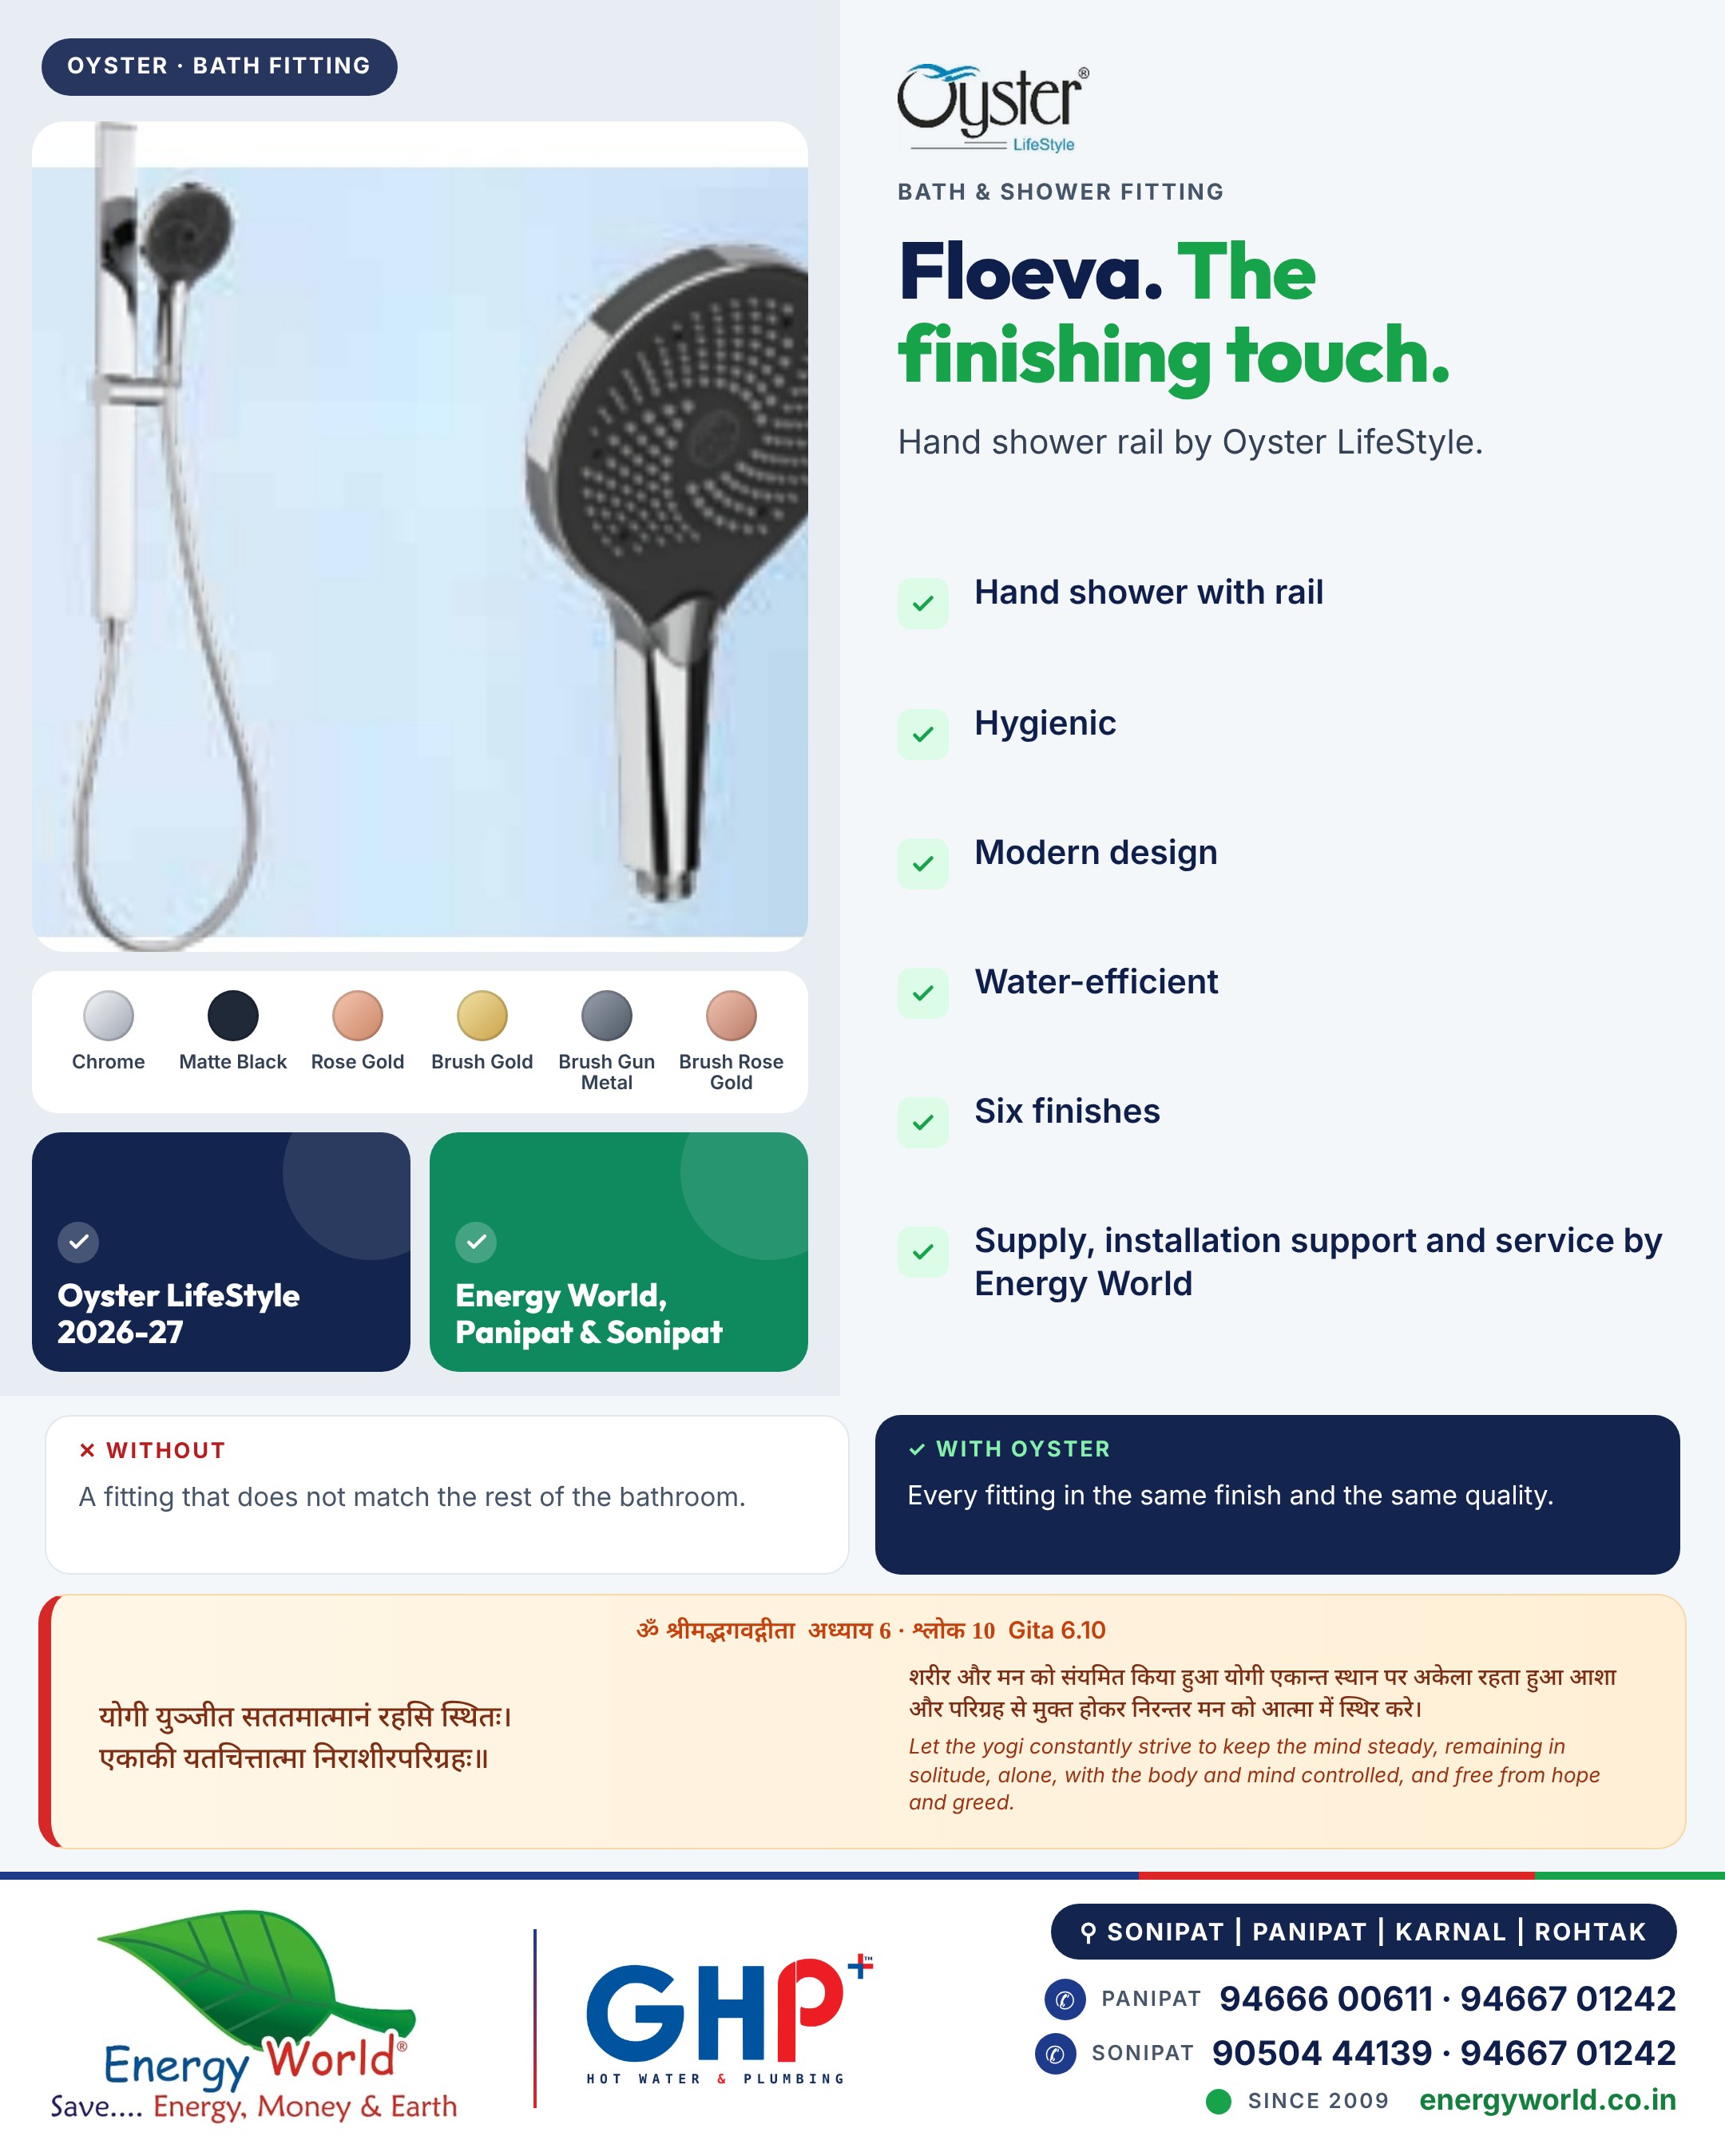 OYSTER · BATH FITTING
Oyster®
LifeStyle
BATH & SHOWER FITTING
Floeva. The
finishing touch.
Hand shower rail by Oyster LifeStyle.
Hand shower with rail
Hygienic
Modern design
Water-efficient
Six finishes
Supply, installation support and service by
Energy World
Chrome
Matte Black
Rose Gold
Brush Gold
Brush Gun
Metal
Brush Rose
Gold
Oyster LifeStyle
2026-27
Energy World,
Panipat & Sonipat
✕ WITHOUT
A fitting that does not match the rest of the bathroom.
✓ WITH OYSTER
Every fitting in the same finish and the same quality.
ॐ श्रीमद्भगवद्गीता अध्याय 6 · श्लोक 10 Gita 6.10
योगी युञ्जीत सततमात्मानं रहसि स्थितः।
एकाकी यतचित्तात्मा निराशीरपरिग्रहः॥
शरीर और मन को संयमित किया हुआ योगी एकान्त स्थान पर अकेला रहता हुआ आशा
और परिग्रह से मुक्त होकर निरन्तर मन को आत्मा में स्थिर करे।
Let the yogi constantly strive to keep the mind steady, remaining in
solitude, alone, with the body and mind controlled, and free from hope
and greed.
Energy World®
Save.... Energy, Money & Earth
GHP+™
HOT WATER & PLUMBING
SONIPAT | PANIPAT | KARNAL | ROHTAK
PANIPAT 94666 00611 · 94667 01242
SONIPAT 90504 44139 · 94667 01242
SINCE 2009 energyworld.co.in